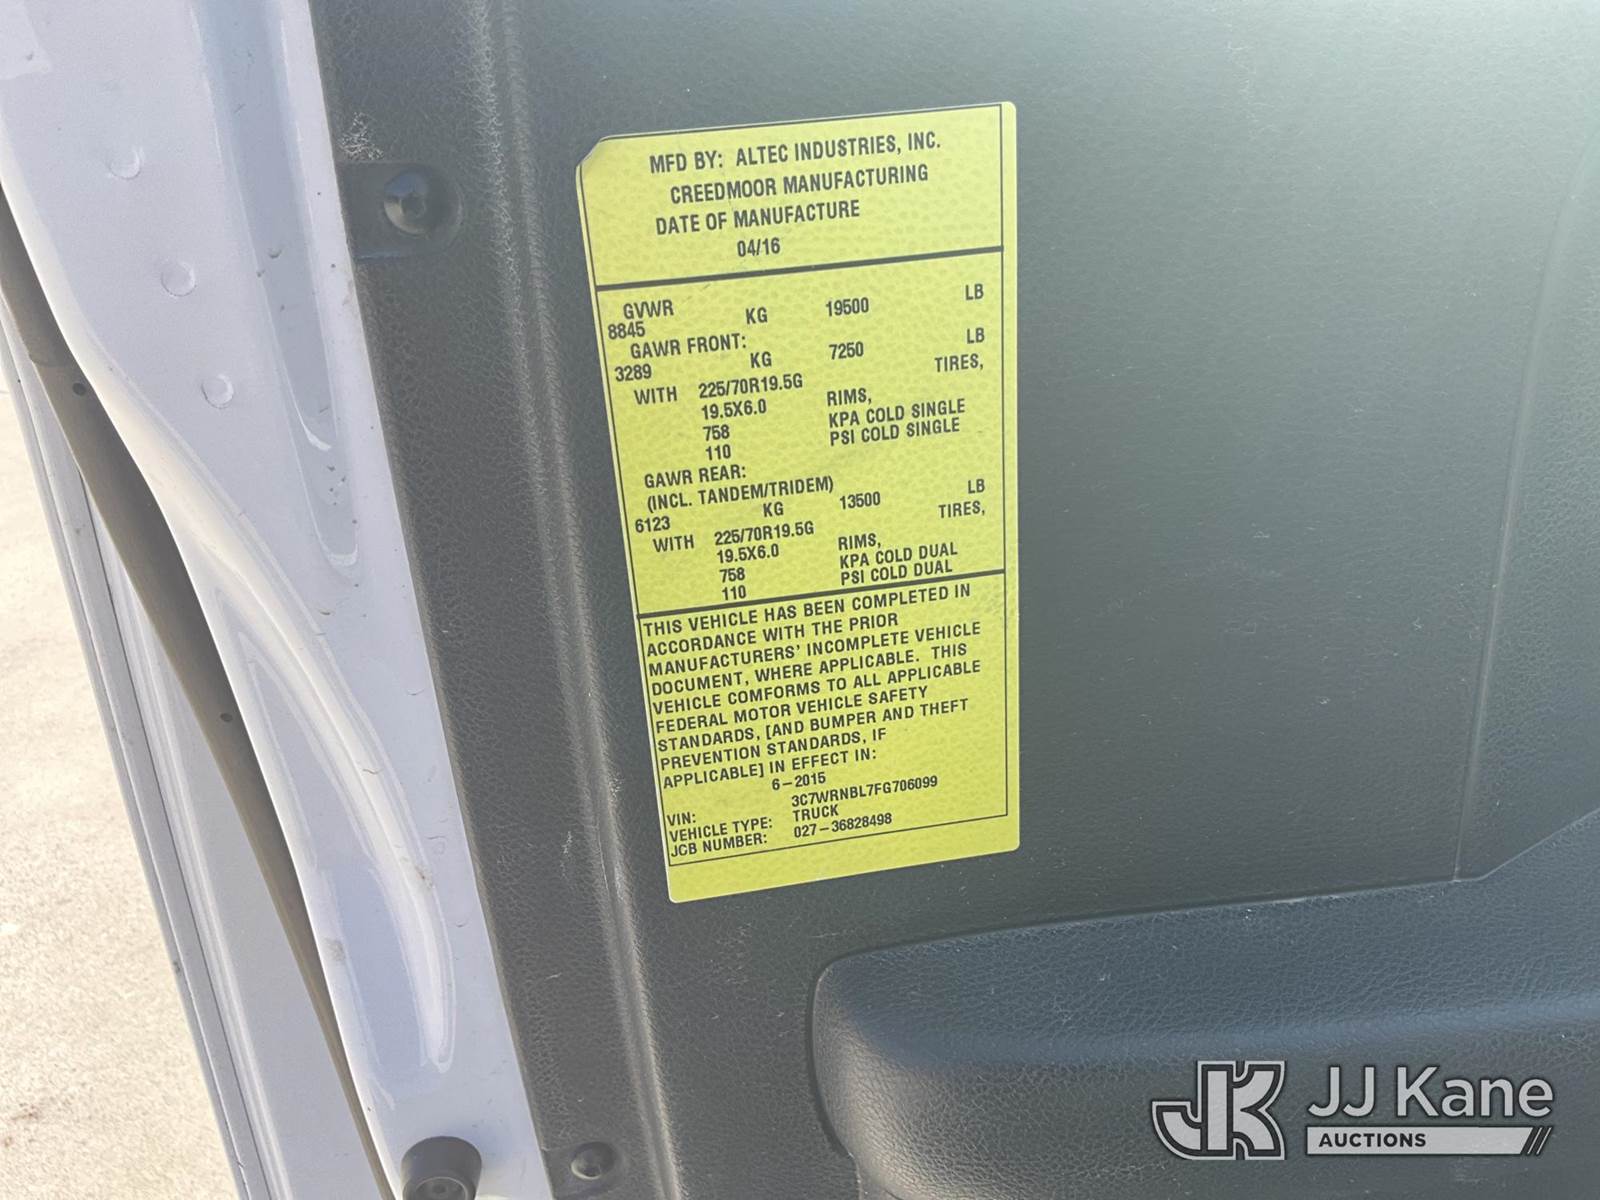 MFD BY: ALTEC INDUSTRIES, INC.
CREEDMOOR MANUFACTURING
DATE OF MANUFACTURE
04/16
GVWR
8845 KG 19500 LB
GAWR FRONT:
3289 KG 7250 LB
WITH 225/70R19.5G TIRES,
19.5X6.0 RIMS,
758 KPA COLD SINGLE
110 PSI COLD SINGLE
GAWR REAR:
(INCL. TANDEM/TRIDEM)
6123 KG 13500 LB
WITH 225/70R19.5G TIRES,
19.5X6.0 RIMS,
758 KPA COLD DUAL
110 PSI COLD DUAL
THIS VEHICLE HAS BEEN COMPLETED IN
ACCORDANCE WITH THE PRIOR
MANUFACTURERS' INCOMPLETE VEHICLE
DOCUMENT, WHERE APPLICABLE. THIS
VEHICLE COMFORMS TO ALL APPLICABLE
FEDERAL MOTOR VEHICLE SAFETY
STANDARDS, [AND BUMPER AND THEFT
PREVENTION STANDARDS, IF
APPLICABLE] IN EFFECT IN:
6-2015
VIN: 3C7WRNBL7FG706099
VEHICLE TYPE: TRUCK
JCB NUMBER: 027-36828498
JK JJ Kane
AUCTIONS